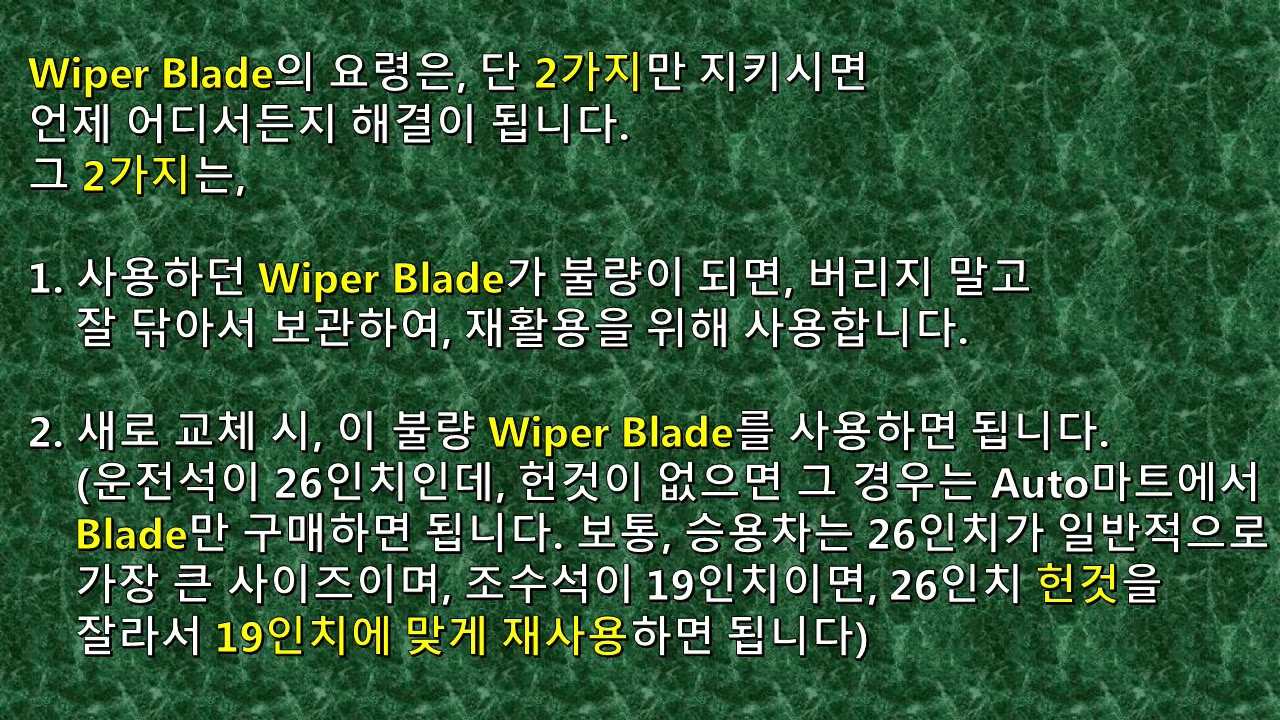 Wiper Blade의 요령은, 단 2가지만 지키시면
언제 어디서든지 해결이 됩니다.
그 2가지는,
1. 사용하던 Wiper Blade가 불량이 되면, 버리지 말고
잘 닦아서 보관하여, 재활용을 위해 사용합니다.
2. 새로 교체 시, 이 불량 Wiper Blade를 사용하면 됩니다.
(운전석이 26인치인데, 헌것이 없으면 그 경우는 Auto마트에서
Blade만 구매하면 됩니다. 보통, 승용차는 26인치가 일반적으로
가장 큰 사이즈이며, 조수석이 19인치이면, 26인치 헌것을
잘라서 19인치에 맞게 재사용하면 됩니다)